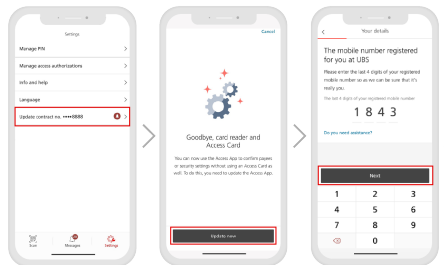 Settings
Manage PIN
Manage access authorizations
Info and help
Language
Update contract no. ••••8888
Scan
Messages
Settings
Cancel
Goodbye, card reader and
Access Card
You can now use the Access App to confirm payees
or security settings without using an Access Card as
well. To do this, you need to update the Access App.
Update now
Your details
The mobile number registered
for you at UBS
Please enter the last 4 digits of your registered
mobile number so as we can be sure that it's
really you.
The last 4 digits of your registered mobile number
1 8 4 3
Do you need assistance?
Next
1 2 3
4 5 6
7 8 9
0